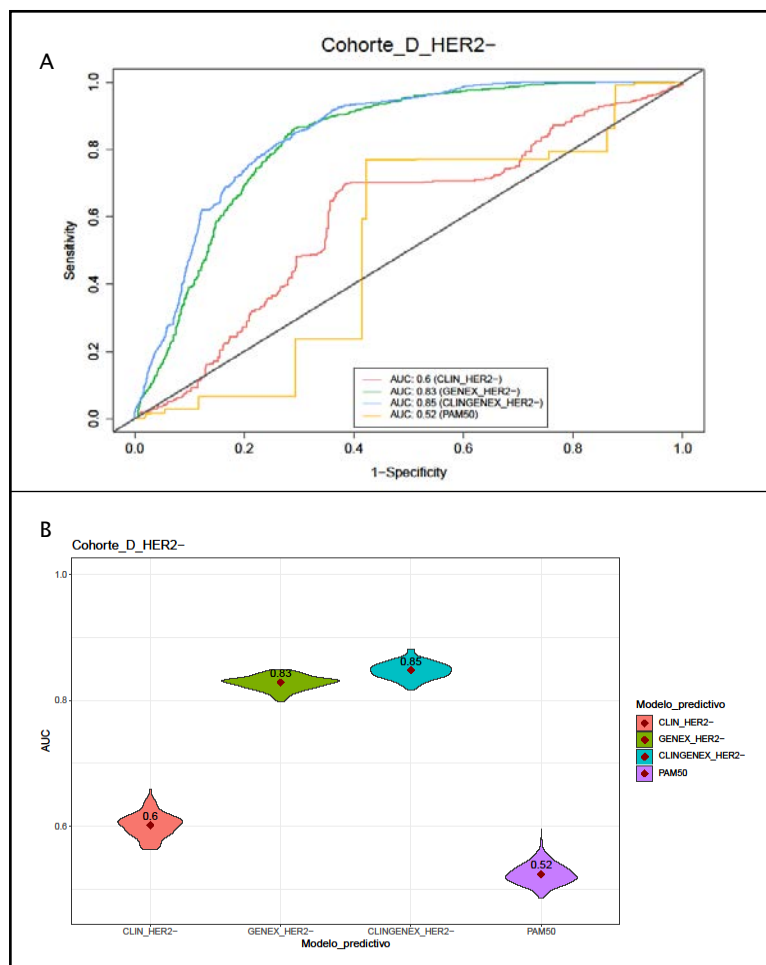 A
Cohorte_D_HER2−
1.0
0.8
0.6
0.4
0.2
0.0
Sensitivity
AUC: 0.6 (CLIN_HER2−)
AUC: 0.83 (GENEX_HER2−)
AUC: 0.85 (CLINGENEX_HER2−)
AUC: 0.52 (PAM50)
0.0 0.2 0.4 0.6 0.8 1.0
1−Specificity
B
Cohorte_D_HER2−
1.0
0.8
0.6
AUC
0.6
0.83
0.85
0.52
Modelo_predictivo
CLIN_HER2−
GENEX_HER2−
CLINGENEX_HER2−
PAM50
CLIN_HER2− GENEX_HER2− CLINGENEX_HER2− PAM50
Modelo_predictivo